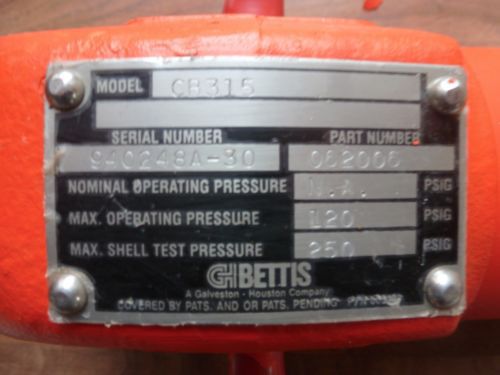 MODEL CB315
SERIAL NUMBER PART NUMBER
940248A-30 062006
NOMINAL OPERATING PRESSURE N.A. PSIG
MAX. OPERATING PRESSURE 120 PSIG
MAX. SHELL TEST PRESSURE 250 PSIG
GH BETTIS
A Galveston - Houston Company
COVERED BY PATS. AND OR PATS. PENDING P/N